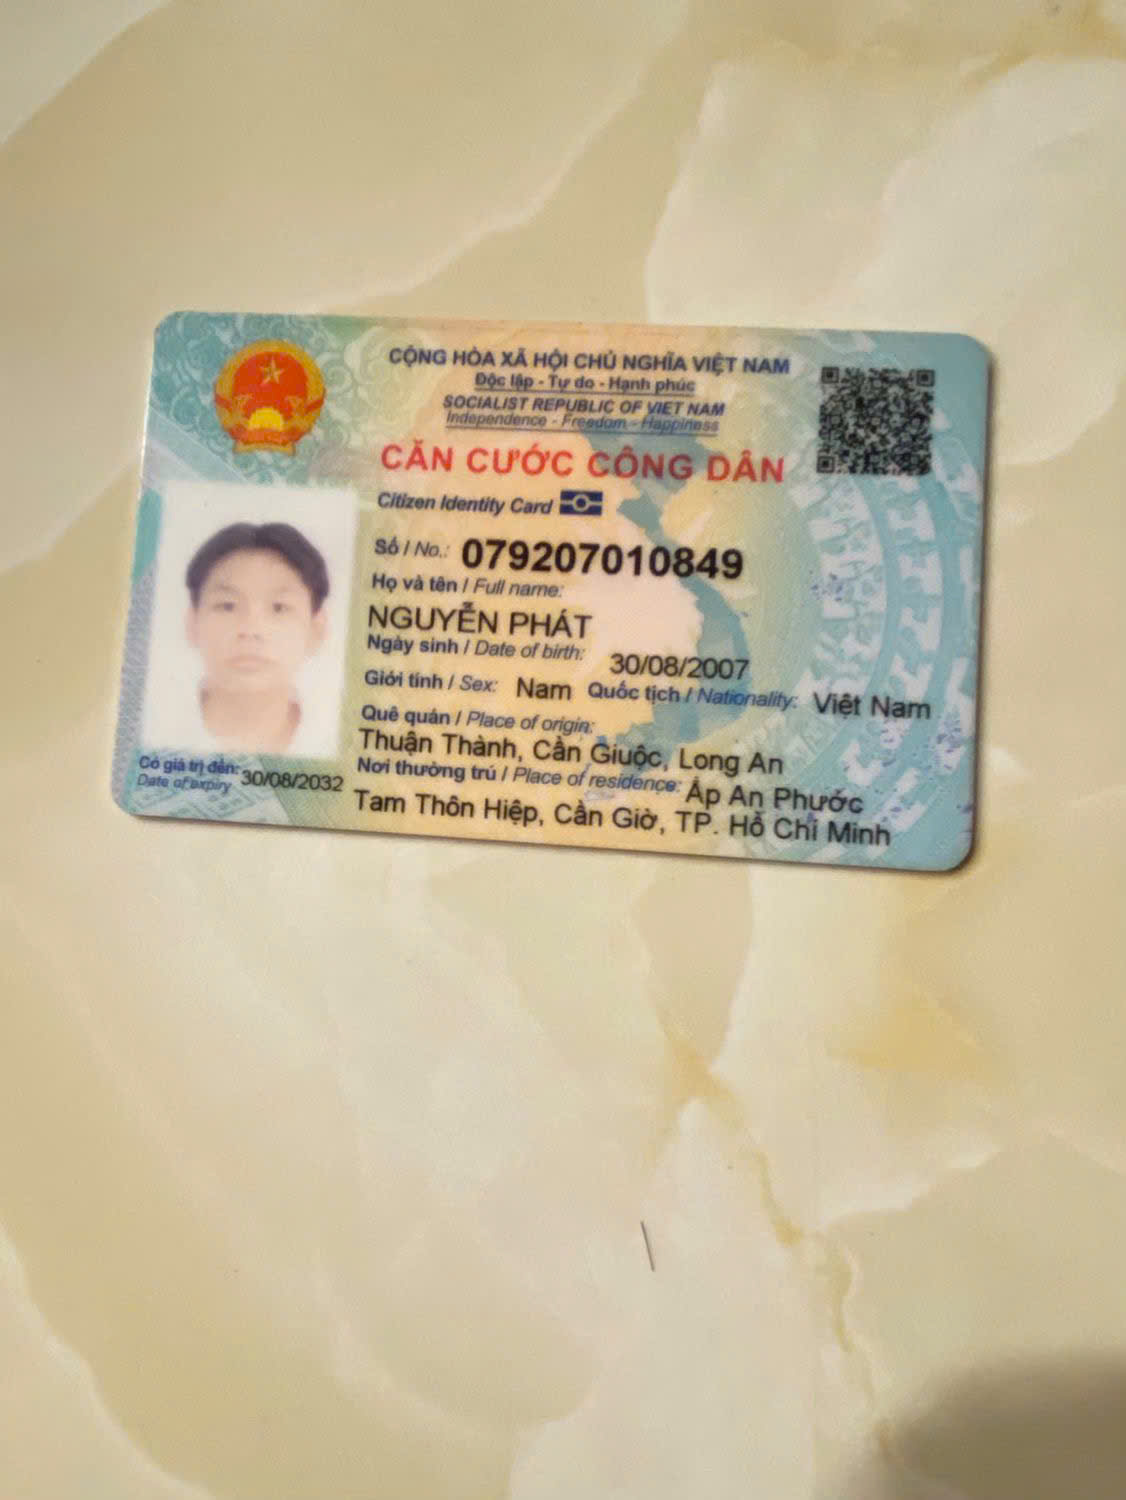 CỘNG HÒA XÃ HỘI CHỦ NGHĨA VIỆT NAM
Độc lập - Tự do - Hạnh phúc
SOCIALIST REPUBLIC OF VIET NAM
Independence - Freedom - Happiness
CĂN CƯỚC CÔNG DÂN
Citizen Identity Card
Số / No.: 079207010849
Họ và tên / Full name:
NGUYỄN PHÁT
Ngày sinh / Date of birth: 30/08/2007
Giới tính / Sex: Nam Quốc tịch / Nationality: Việt Nam
Quê quán / Place of origin:
Thuận Thành, Cần Giuộc, Long An
Nơi thường trú / Place of residence: Ấp An Phước
Tam Thôn Hiệp, Cần Giờ, TP. Hồ Chí Minh
Có giá trị đến: 30/08/2032
Date of expiry